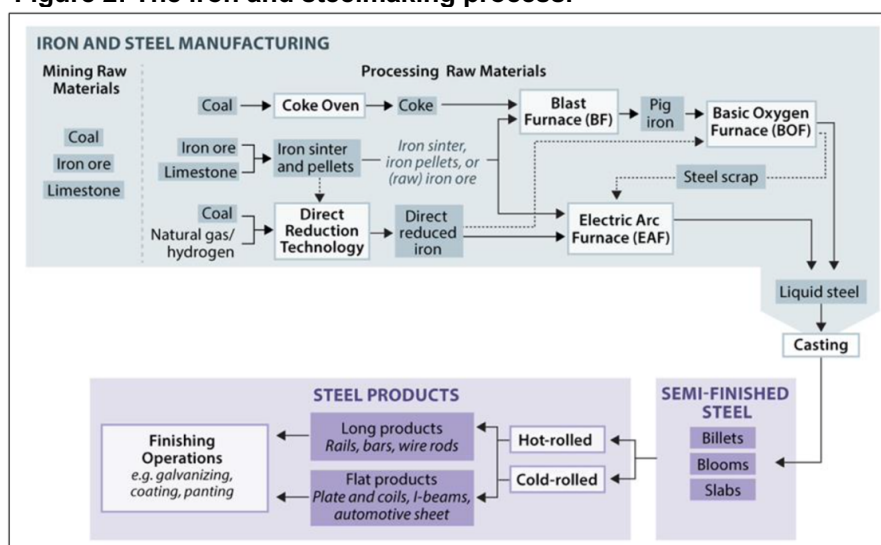 Figure 2. The iron and steelmaking process.
IRON AND STEEL MANUFACTURING
Mining Raw
Materials
Coal
Iron ore
Limestone
Processing Raw Materials
Coal
Coke Oven
Coke
Blast
Furnace (BF)
Pig
iron
Basic Oxygen
Furnace (BOF)
Iron ore
Limestone
Iron sinter
and pellets
Iron sinter,
iron pellets, or
(raw) iron ore
Steel scrap
Coal
Natural gas/
hydrogen
Direct
Reduction
Technology
Direct
reduced
iron
Electric Arc
Furnace (EAF)
Liquid steel
Casting
SEMI-FINISHED
STEEL
Billets
Blooms
Slabs
STEEL PRODUCTS
Hot-rolled
Cold-rolled
Long products
Rails, bars, wire rods
Flat products
Plate and coils, I-beams,
automotive sheet
Finishing
Operations
e.g. galvanizing,
coating, panting